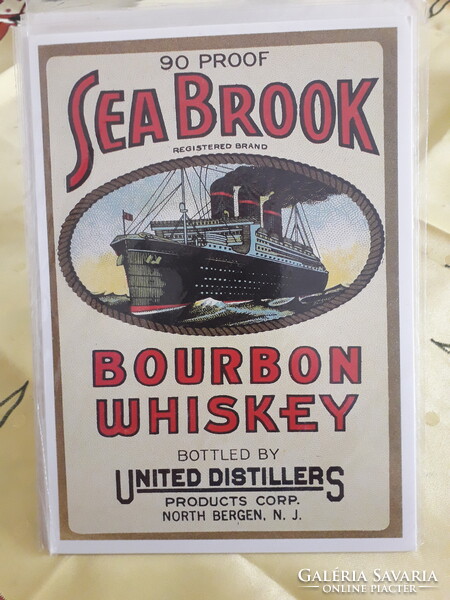 90 PROOF
SEA BROOK
REGISTERED BRAND
BOURBON
WHISKEY
BOTTLED BY
UNITED DISTILLERS
PRODUCTS CORP.
NORTH BERGEN, N. J.
GALÉRIA SAVARIA
ONLINE PIACTÉR